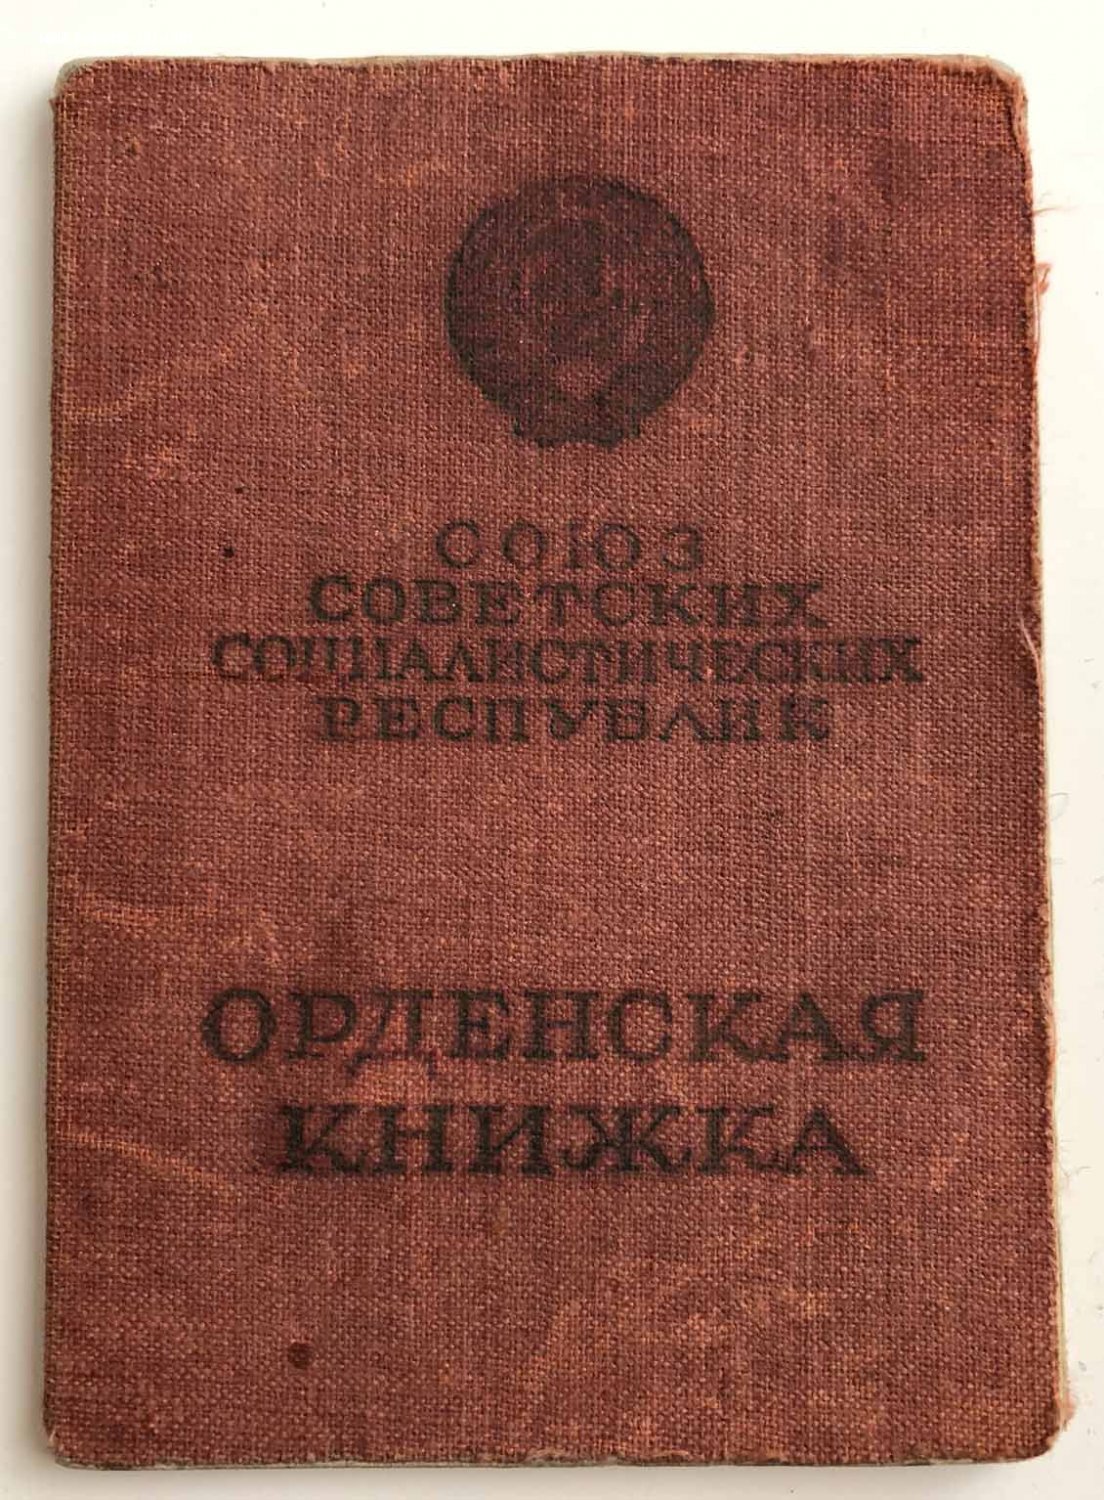 СОЮЗ
СОВЕТСКИХ
СОЦИАЛИСТИЧЕСКИХ
РЕСПУБЛИК
ОРДЕНСКАЯ
КНИЖКА